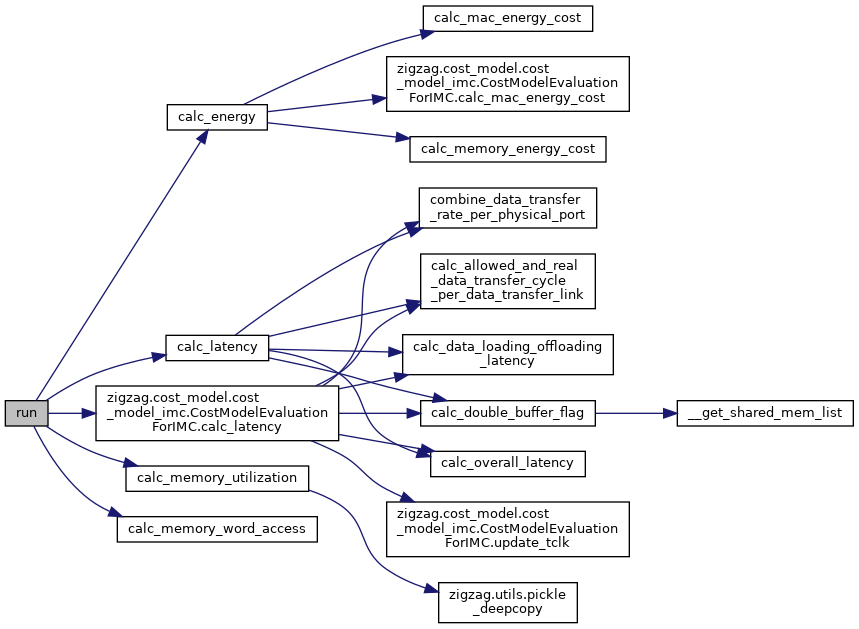 calc_mac_energy_cost
zigzag.cost_model.cost
_model_imc.CostModelEvaluation
ForIMC.calc_mac_energy_cost
calc_energy
calc_memory_energy_cost
combine_data_transfer
_rate_per_physical_port
calc_allowed_and_real
_data_transfer_cycle
_per_data_transfer_link
calc_latency
calc_data_loading_offloading
_latency
run
zigzag.cost_model.cost
_model_imc.CostModelEvaluation
ForIMC.calc_latency
calc_double_buffer_flag
__get_shared_mem_list
calc_overall_latency
calc_memory_utilization
calc_memory_word_access
zigzag.cost_model.cost
_model_imc.CostModelEvaluation
ForIMC.update_tclk
zigzag.utils.pickle
_deepcopy